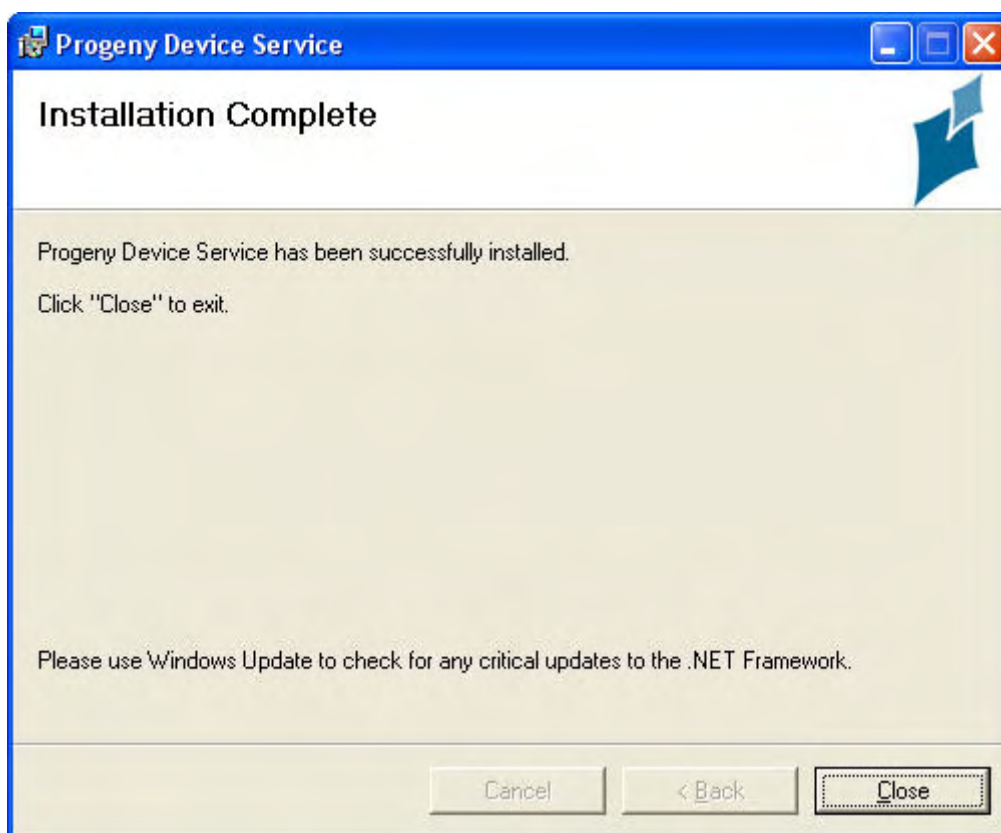 Progeny Device Service
Installation Complete
Progeny Device Service has been successfully installed.
Click "Close" to exit.
Please use Windows Update to check for any critical updates to the .NET Framework.
Cancel
< Back
Close